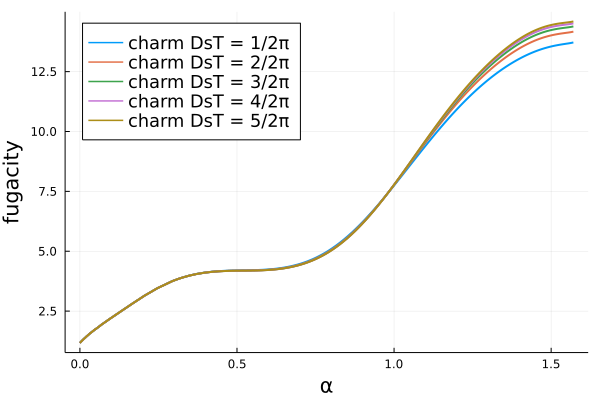 charm DsT = 1/2π
charm DsT = 2/2π
charm DsT = 3/2π
charm DsT = 4/2π
charm DsT = 5/2π
fugacity
12.5
10.0
7.5
5.0
2.5
0.0 0.5 1.0 1.5
α